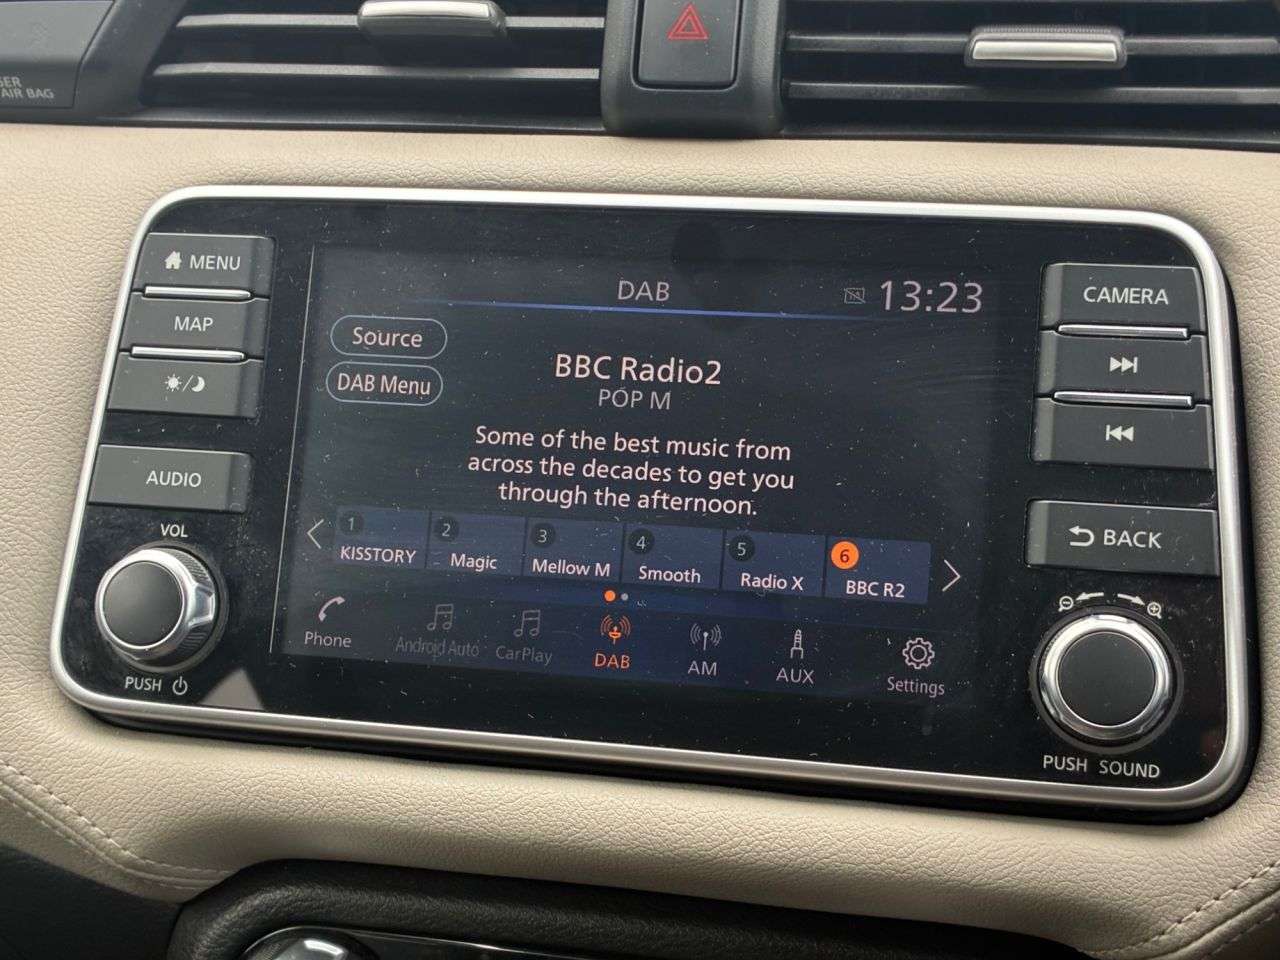 AIR BAG
MENU
MAP
AUDIO
VOL
PUSH
DAB
TA
13:23
Source
DAB Menu
BBC Radio2
POP M
Some of the best music from
across the decades to get you
through the afternoon.
1 2 3 4 5 6
KISSTORY Magic Mellow M Smooth Radio X BBC R2
Phone Android Auto CarPlay DAB AM AUX Settings
CAMERA
BACK
PUSH SOUND